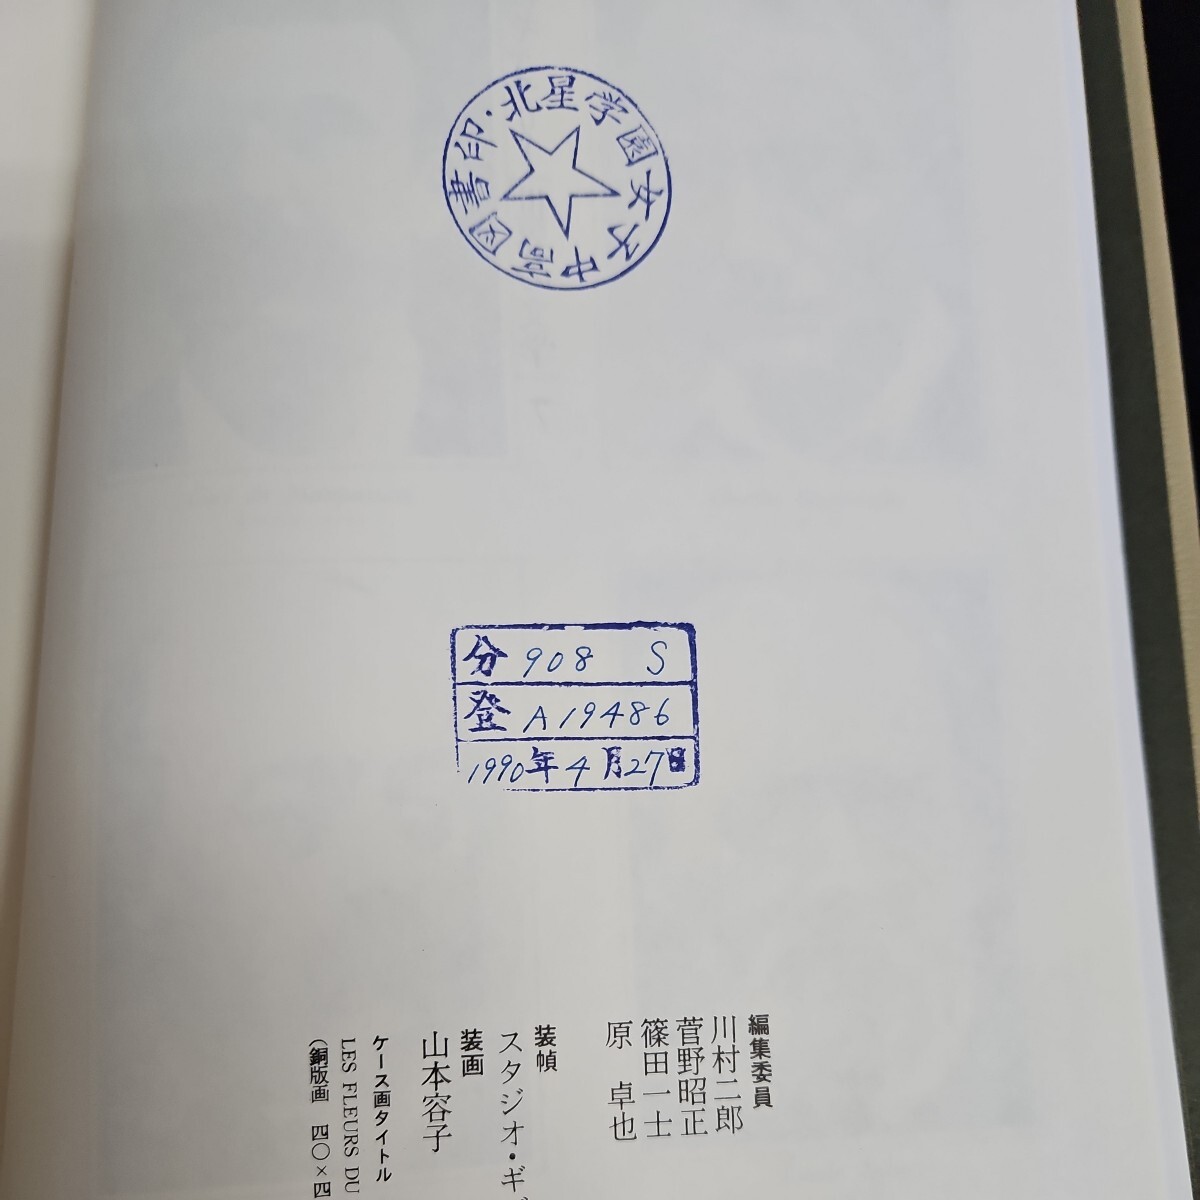 北星学園女子中高図書印・
分 908 S
登 A19486
1990年4月27日
編集委員
川村二郎
菅野昭正
篠田一士
原 卓也
装幀
スタジオ・ギ
装画
山本容子
ケース画タイトル
LES FLEURS DU
(銅版画 四〇×四